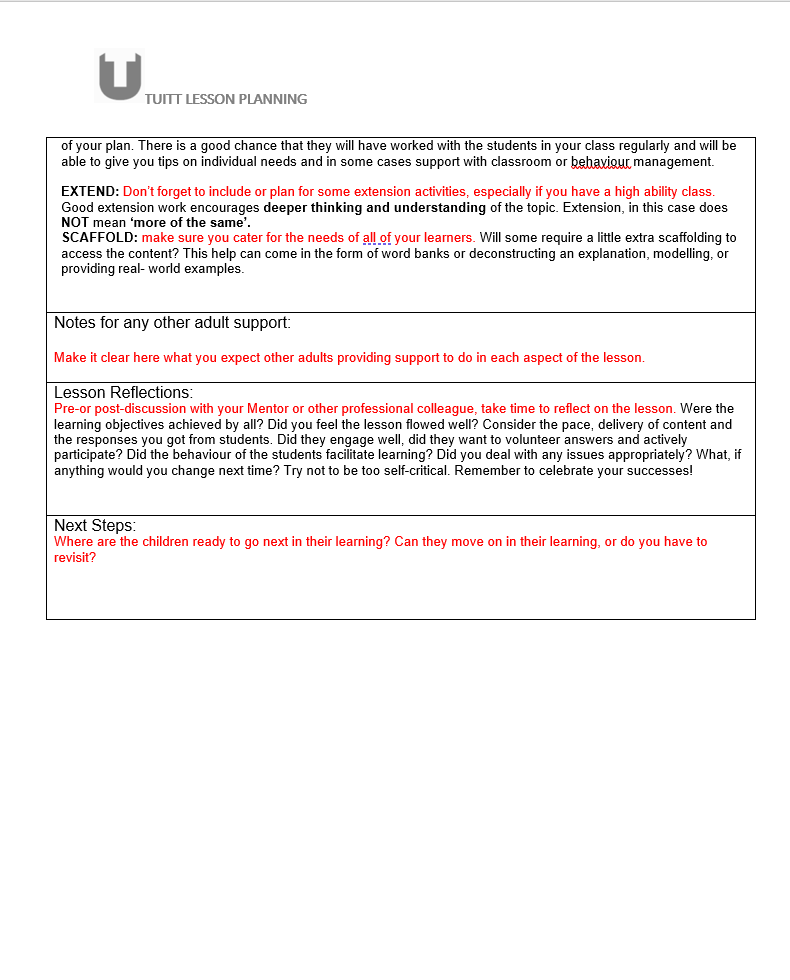 U
TUITT LESSON PLANNING
of your plan. There is a good chance that they will have worked with the students in your class regularly and will be
able to give you tips on individual needs and in some cases support with classroom or behaviour management.
EXTEND: Don't forget to include or plan for some extension activities, especially if you have a high ability class.
Good extension work encourages deeper thinking and understanding of the topic. Extension, in this case does
NOT mean ‘more of the same’.
SCAFFOLD: make sure you cater for the needs of all of your learners. Will some require a little extra scaffolding to
access the content? This help can come in the form of word banks or deconstructing an explanation, modelling, or
providing real- world examples.
Notes for any other adult support:
Make it clear here what you expect other adults providing support to do in each aspect of the lesson.
Lesson Reflections:
Pre-or post-discussion with your Mentor or other professional colleague, take time to reflect on the lesson. Were the
learning objectives achieved by all? Did you feel the lesson flowed well? Consider the pace, delivery of content and
the responses you got from students. Did they engage well, did they want to volunteer answers and actively
participate? Did the behaviour of the students facilitate learning? Did you deal with any issues appropriately? What, if
anything would you change next time? Try not to be too self-critical. Remember to celebrate your successes!
Next Steps:
Where are the children ready to go next in their learning? Can they move on in their learning, or do you have to
revisit?